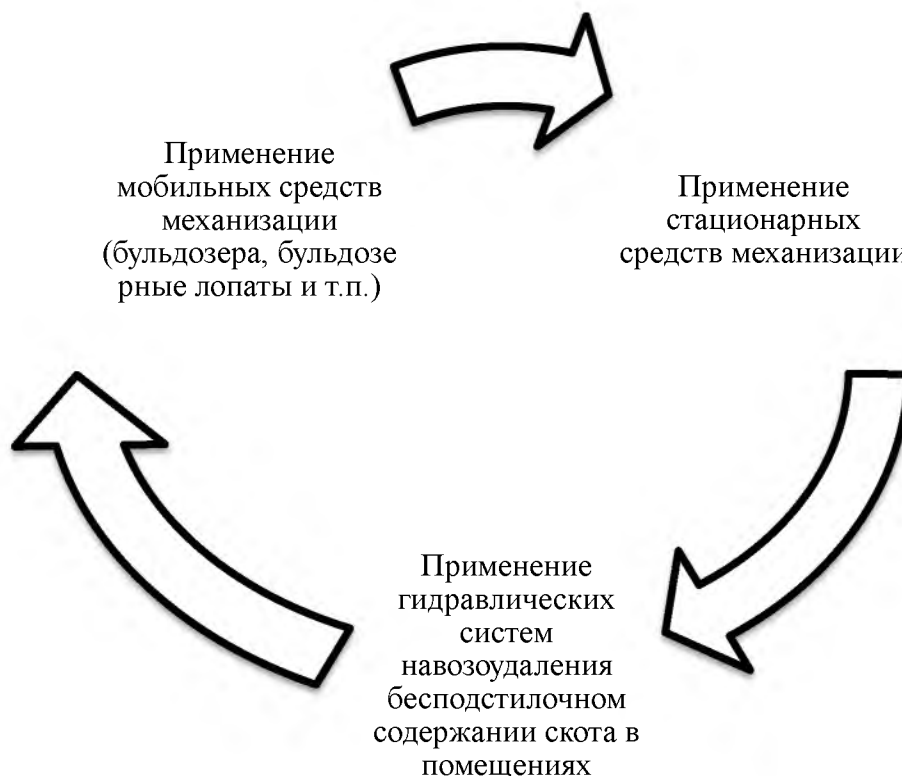 Применение
мобильных средств
механизации
(бульдозера, бульдозе
рные лопаты и т.п.)
Применение
стационарных
средств механизации
Применение
гидравлических
систем
навозоудаления
бесподстилочном
содержании скота в
помещениях